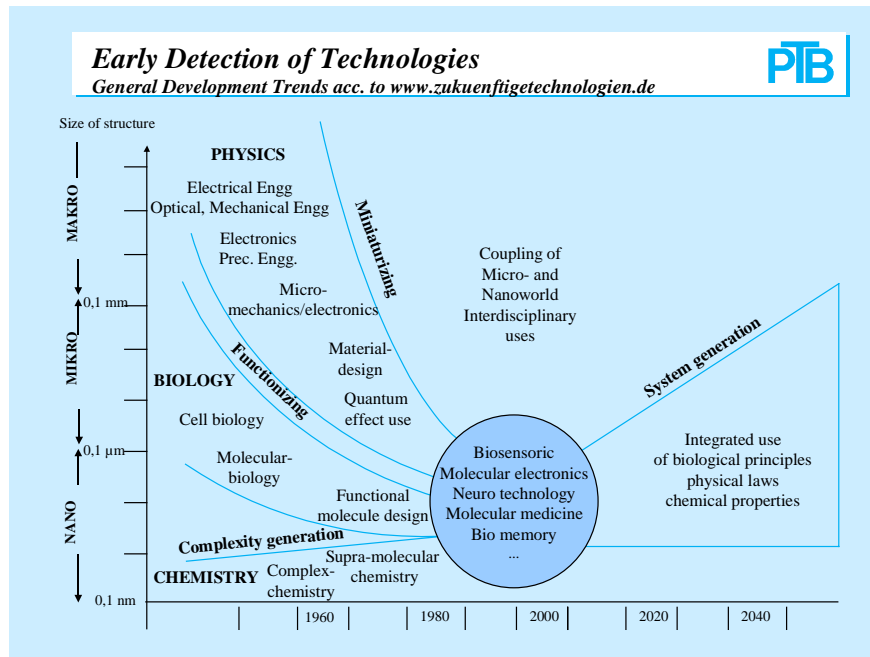 Early Detection of Technologies
General Development Trends acc. to www.zukuenftigetechnologien.de
PTB
Size of structure
MAKRO
0,1 mm
MIKRO
0,1 µm
NANO
0,1 nm
PHYSICS
Electrical Engg
Optical, Mechanical Engg
Electronics
Prec. Engg.
Micro-
mechanics/electronics
Material-
design
Quantum
effect use
Miniaturizing
Functionizing
BIOLOGY
Cell biology
Molecular-
biology
Functional
molecule design
Complexity generation
CHEMISTRY
Complex-
chemistry
Supra-molecular
chemistry
Coupling of
Micro- and
Nanoworld
Interdisciplinary
uses
Biosensoric
Molecular electronics
Neuro technology
Molecular medicine
Bio memory
...
System generation
Integrated use
of biological principles
physical laws
chemical properties
1960
1980
2000
2020
2040